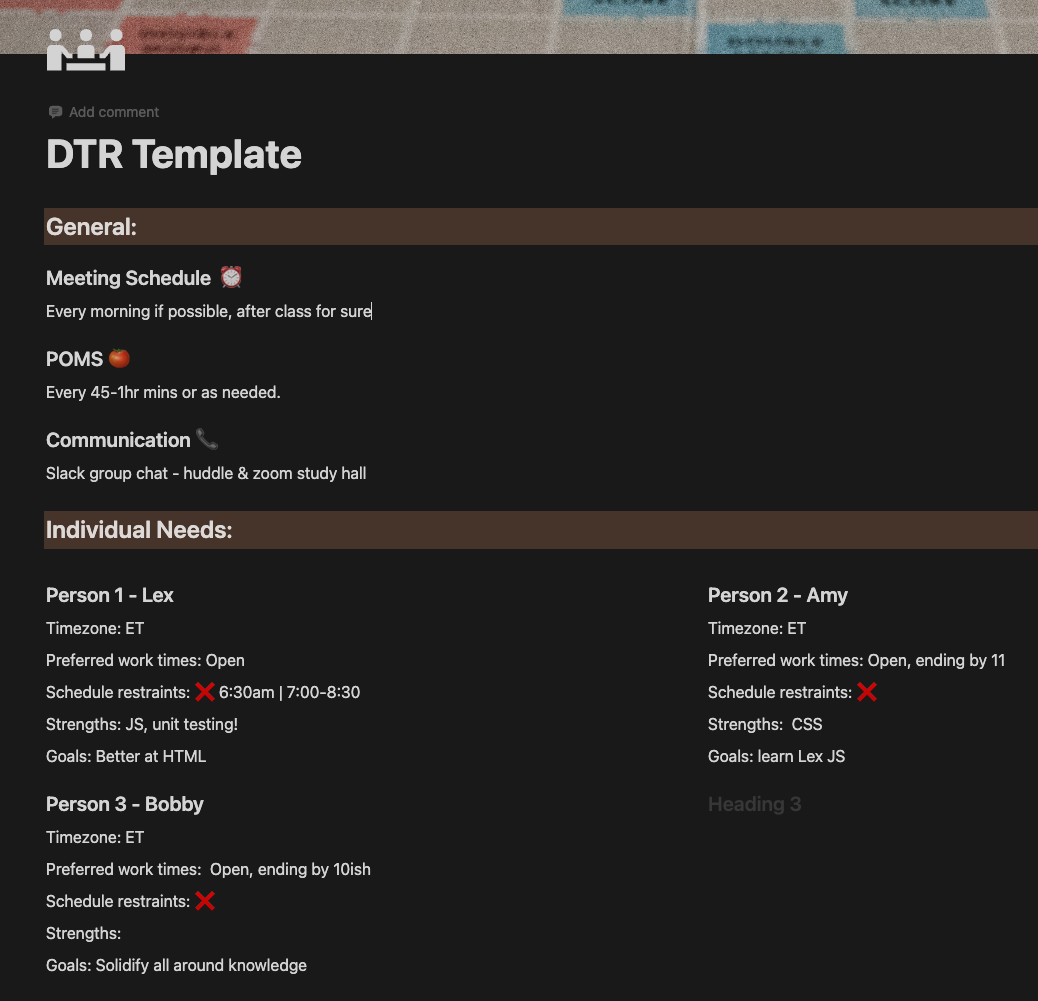 Add comment
DTR Template
General:
Meeting Schedule ⏰
Every morning if possible, after class for sure
POMS 🍅
Every 45-1hr mins or as needed.
Communication 📞
Slack group chat - huddle & zoom study hall
Individual Needs:
Person 1 - Lex
Timezone: ET
Preferred work times: Open
Schedule restraints: ❌ 6:30am | 7:00-8:30
Strengths: JS, unit testing!
Goals: Better at HTML
Person 2 - Amy
Timezone: ET
Preferred work times: Open, ending by 11
Schedule restraints: ❌
Strengths:  CSS
Goals: learn Lex JS
Person 3 - Bobby
Timezone: ET
Preferred work times:  Open, ending by 10ish
Schedule restraints: ❌
Strengths:
Goals: Solidify all around knowledge
Heading 3